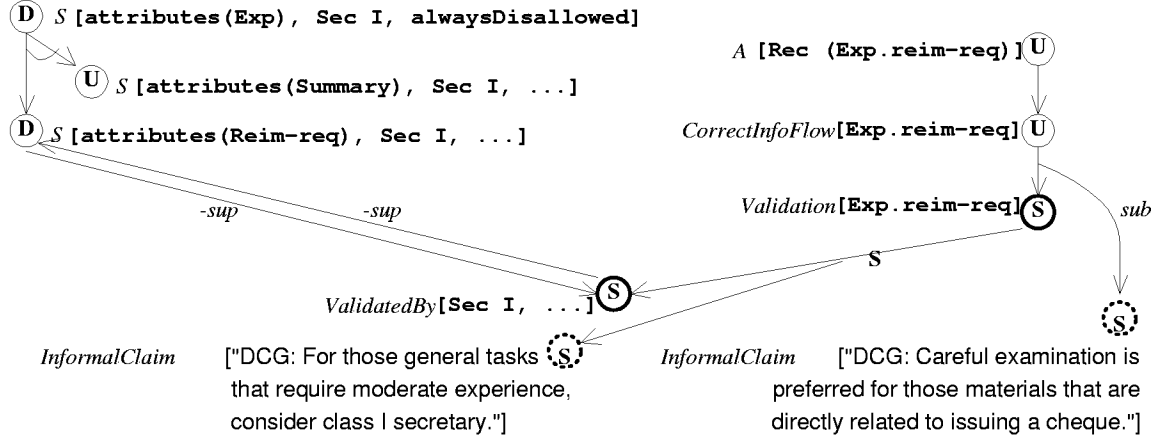 D S [attributes(Exp), Sec I, alwaysDisallowed]
A [Rec (Exp.reim-req)] U
U S [attributes(Summary), Sec I, ...]
D S [attributes(Reim-req), Sec I, ...]
CorrectInfoFlow[Exp.reim-req] U
-sup -sup
Validation[Exp.reim-req] S
sub
S
ValidatedBy[Sec I, ...] S
S
InformalClaim ["DCG: For those general tasks S
that require moderate experience,
consider class I secretary."]
InformalClaim ["DCG: Careful examination is
preferred for those materials that are
directly related to issuing a cheque."]